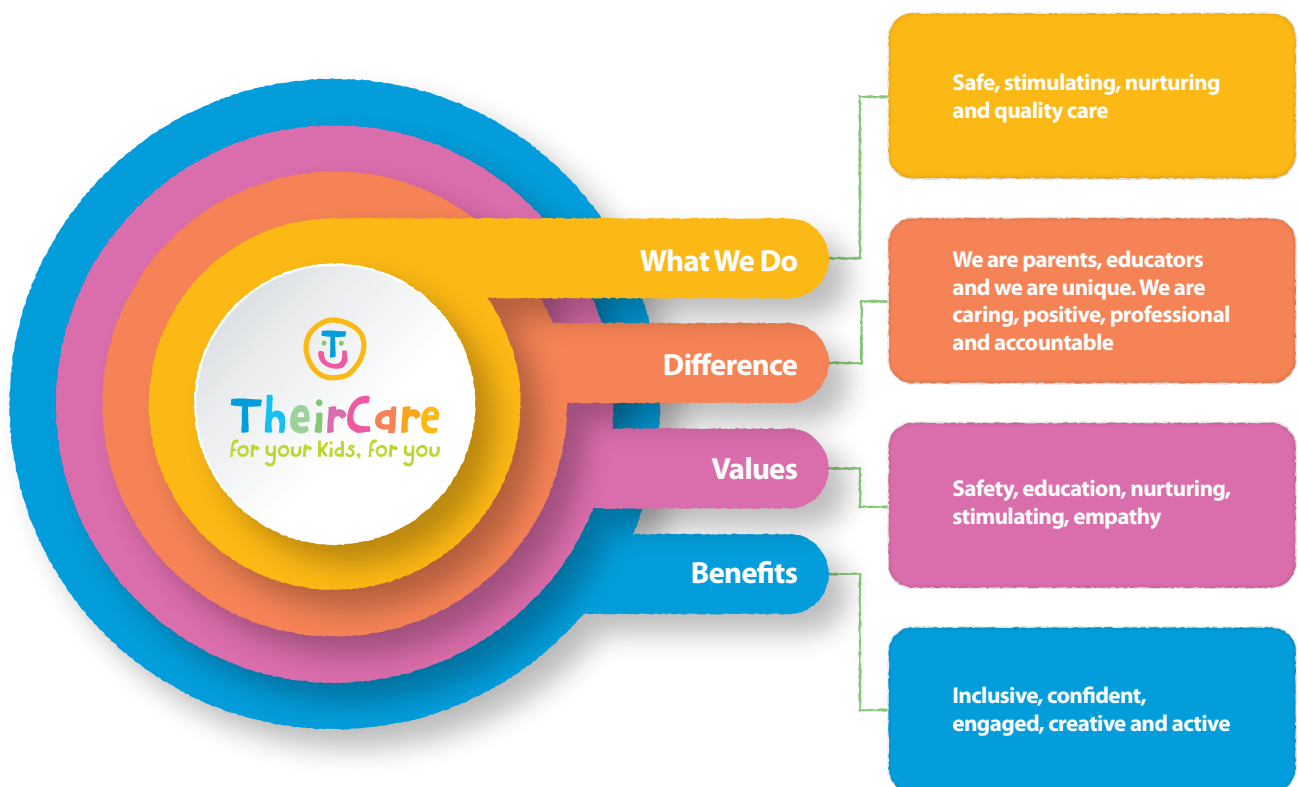 TheirCare
for your kids, for you
What We Do
Safe, stimulating, nurturing
and quality care
Difference
We are parents, educators
and we are unique. We are
caring, positive, professional
and accountable
Values
Safety, education, nurturing,
stimulating, empathy
Benefits
Inclusive, confident,
engaged, creative and active